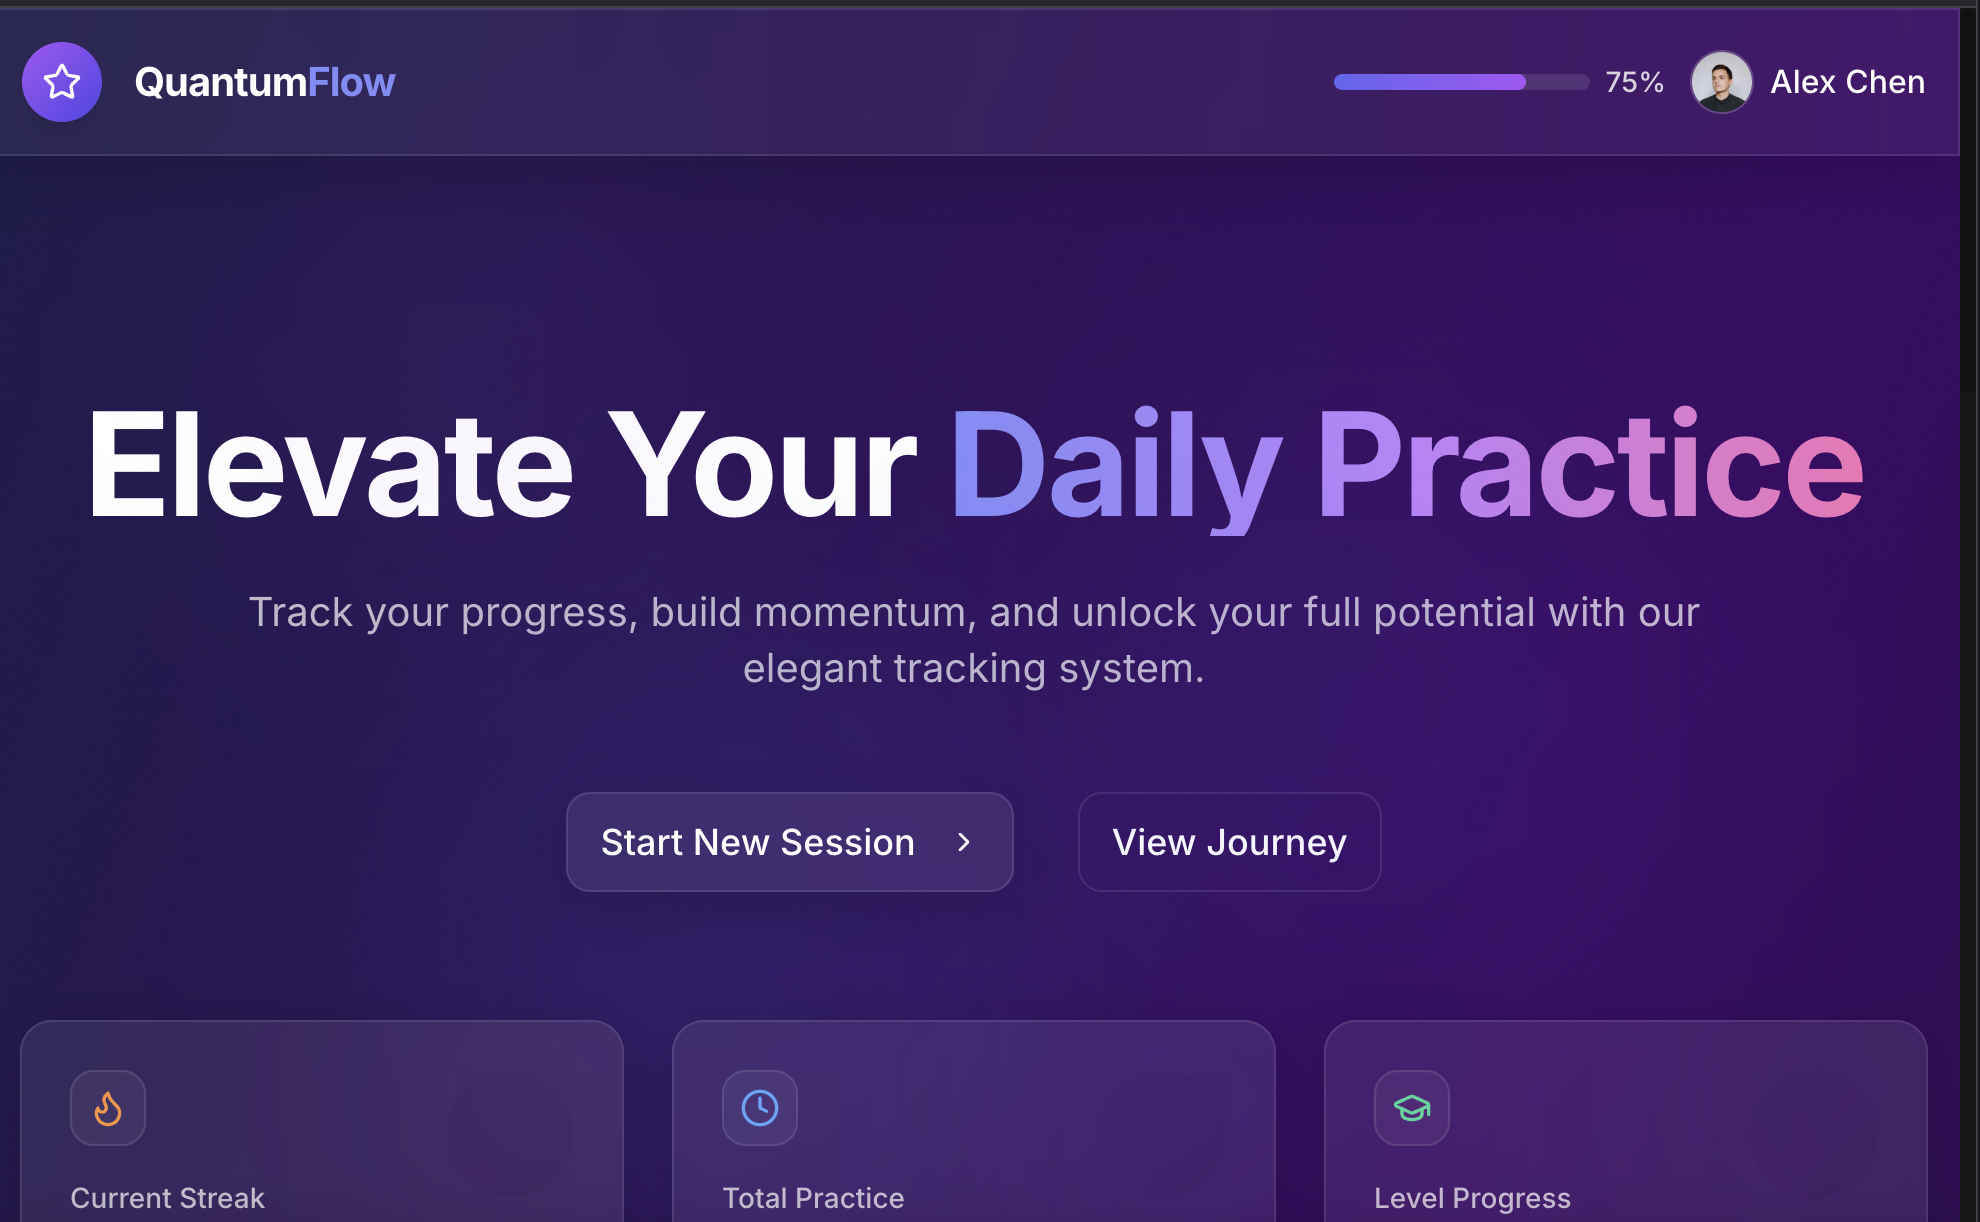 QuantumFlow
75%
Alex Chen
Elevate Your Daily Practice
Track your progress, build momentum, and unlock your full potential with our
elegant tracking system.
Start New Session
View Journey
Current Streak
Total Practice
Level Progress